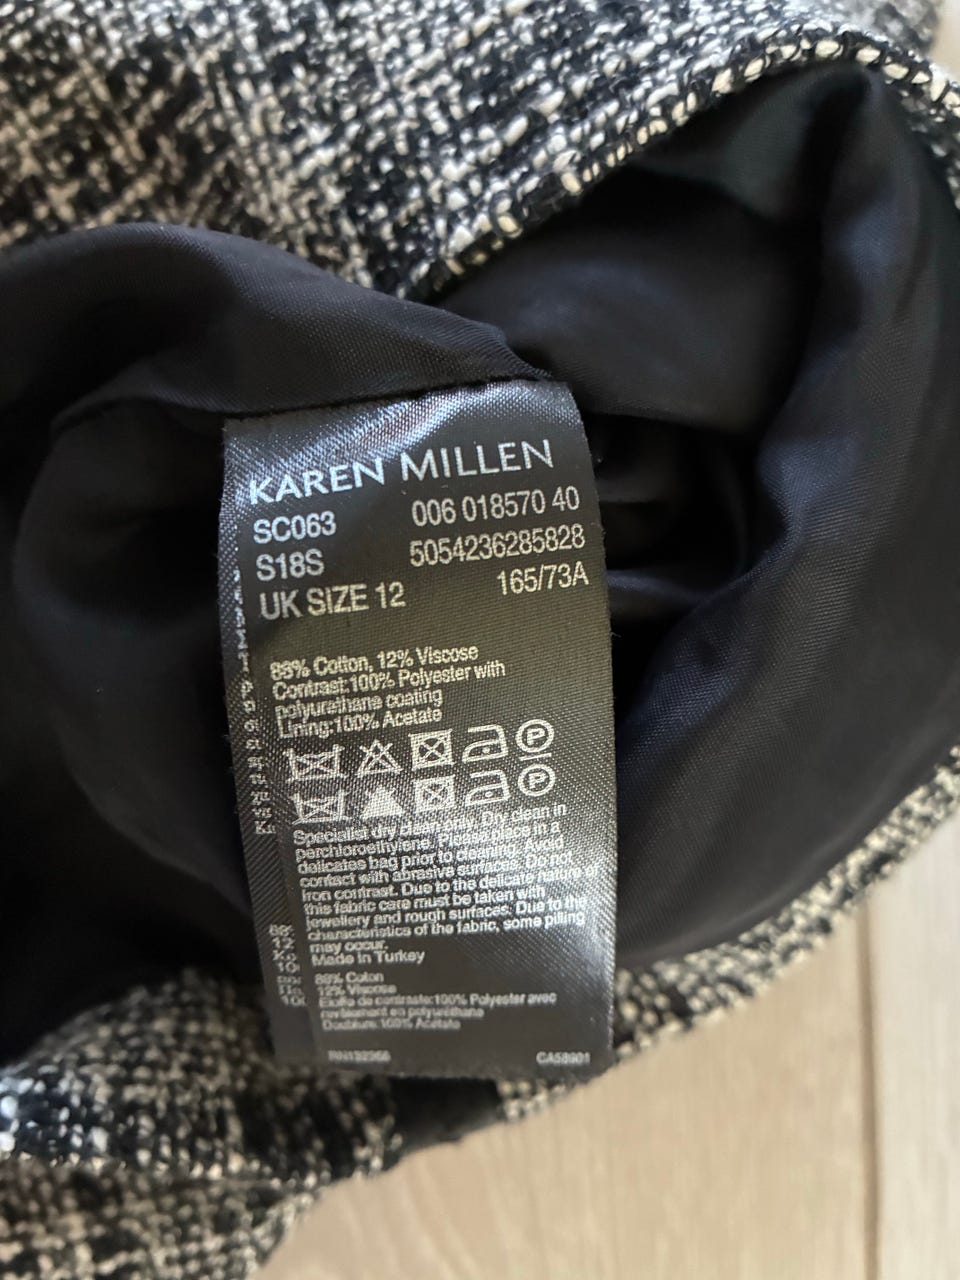 KAREN MILLEN
SC063 006 018570 40
S18S 5054236285828
UK SIZE 12 165/73A
88% Cotton, 12% Viscose
Contrast:100% Polyester with
polyurethane coating
Lining:100% Acetate
P
P
Specialist dry clean only. Dry clean in
perchloroethylene. Please place in a
delicates bag prior to cleaning. Avoid
contact with abrasive surfaces. Do not
iron contrast. Due to the delicate nature of
this fabric care must be taken with
jewellery and rough surfaces. Due to the
characteristics of the fabric, some pilling
may occur.
Made in Turkey
88% Coton
12% Viscose
Etoffe de contraste:100% Polyester avec
revêtement en polyuréthane
Doublure:100% Acétate
CA58901